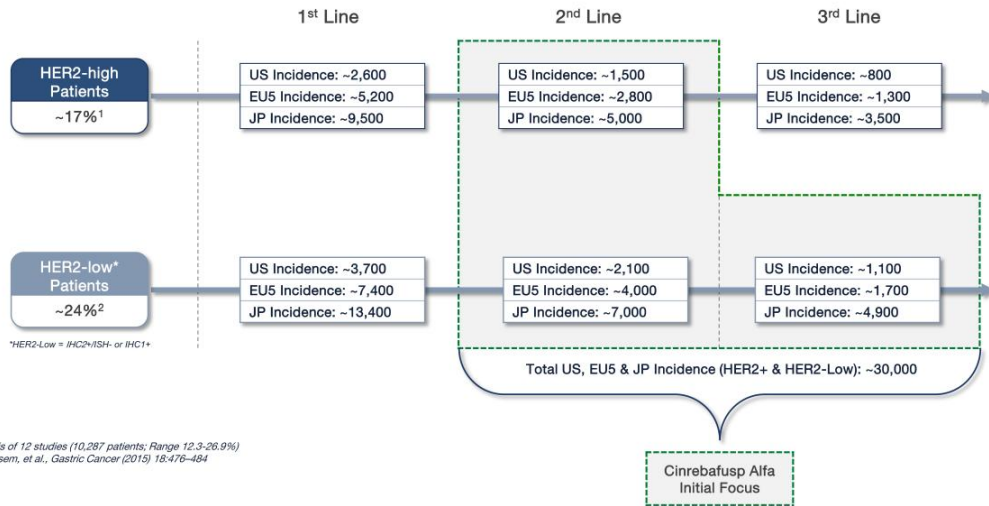 1st Line
2nd Line
3rd Line
HER2-high
Patients
~17%1
US Incidence: ~2,600
EU5 Incidence: ~5,200
JP Incidence: ~9,500
US Incidence: ~1,500
EU5 Incidence: ~2,800
JP Incidence: ~5,000
US Incidence: ~800
EU5 Incidence: ~1,300
JP Incidence: ~3,500
HER2-low*
Patients
~24%2
*HER2-Low = IHC2+/ISH- or IHC1+
US Incidence: ~3,700
EU5 Incidence: ~7,400
JP Incidence: ~13,400
US Incidence: ~2,100
EU5 Incidence: ~4,000
JP Incidence: ~7,000
US Incidence: ~1,100
EU5 Incidence: ~1,700
JP Incidence: ~4,900
Total US, EU5 & JP Incidence (HER2+ & HER2-Low): ~30,000
of 12 studies (10,287 patients; Range 12.3-26.9%)
et al., Gastric Cancer (2015) 18:476–484
Cinrebafusp Alfa
Initial Focus